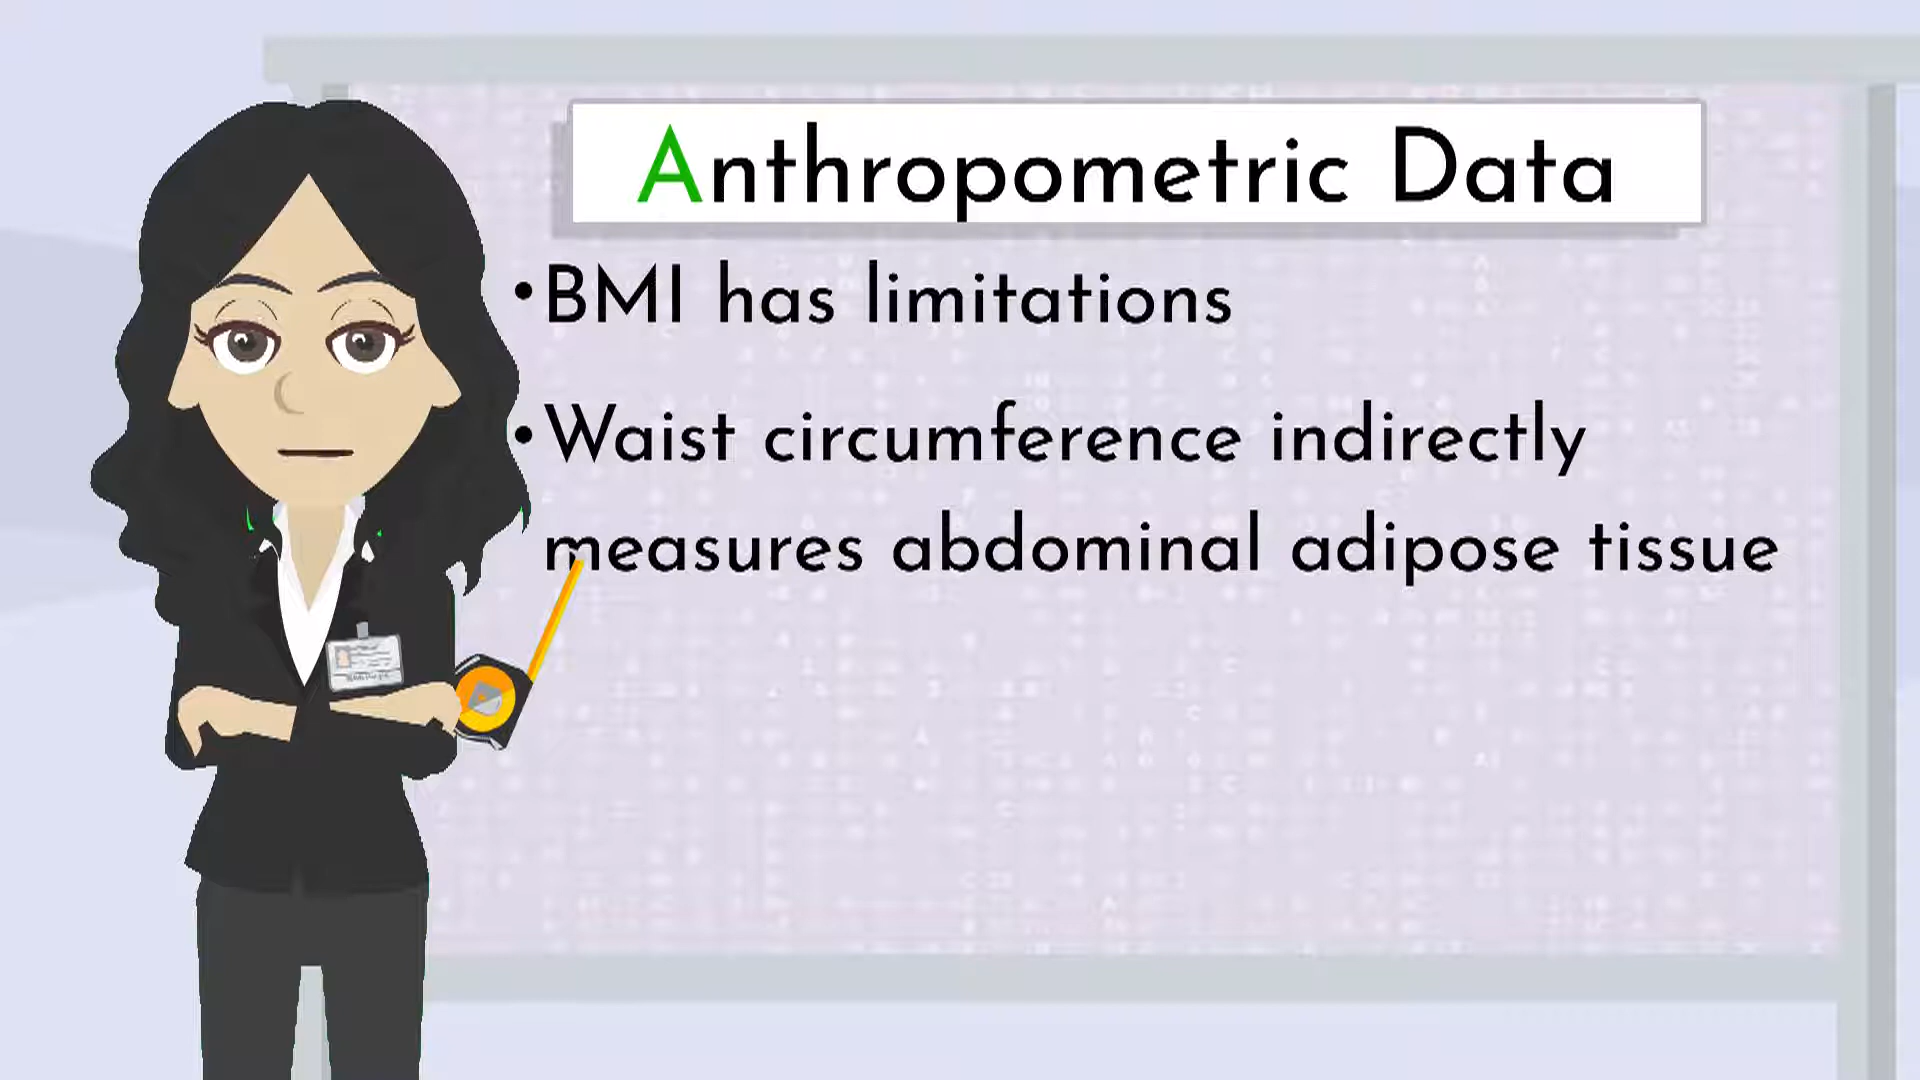 Anthropometric Data
•BMI has limitations
•Waist circumference indirectly
measures abdominal adipose tissue